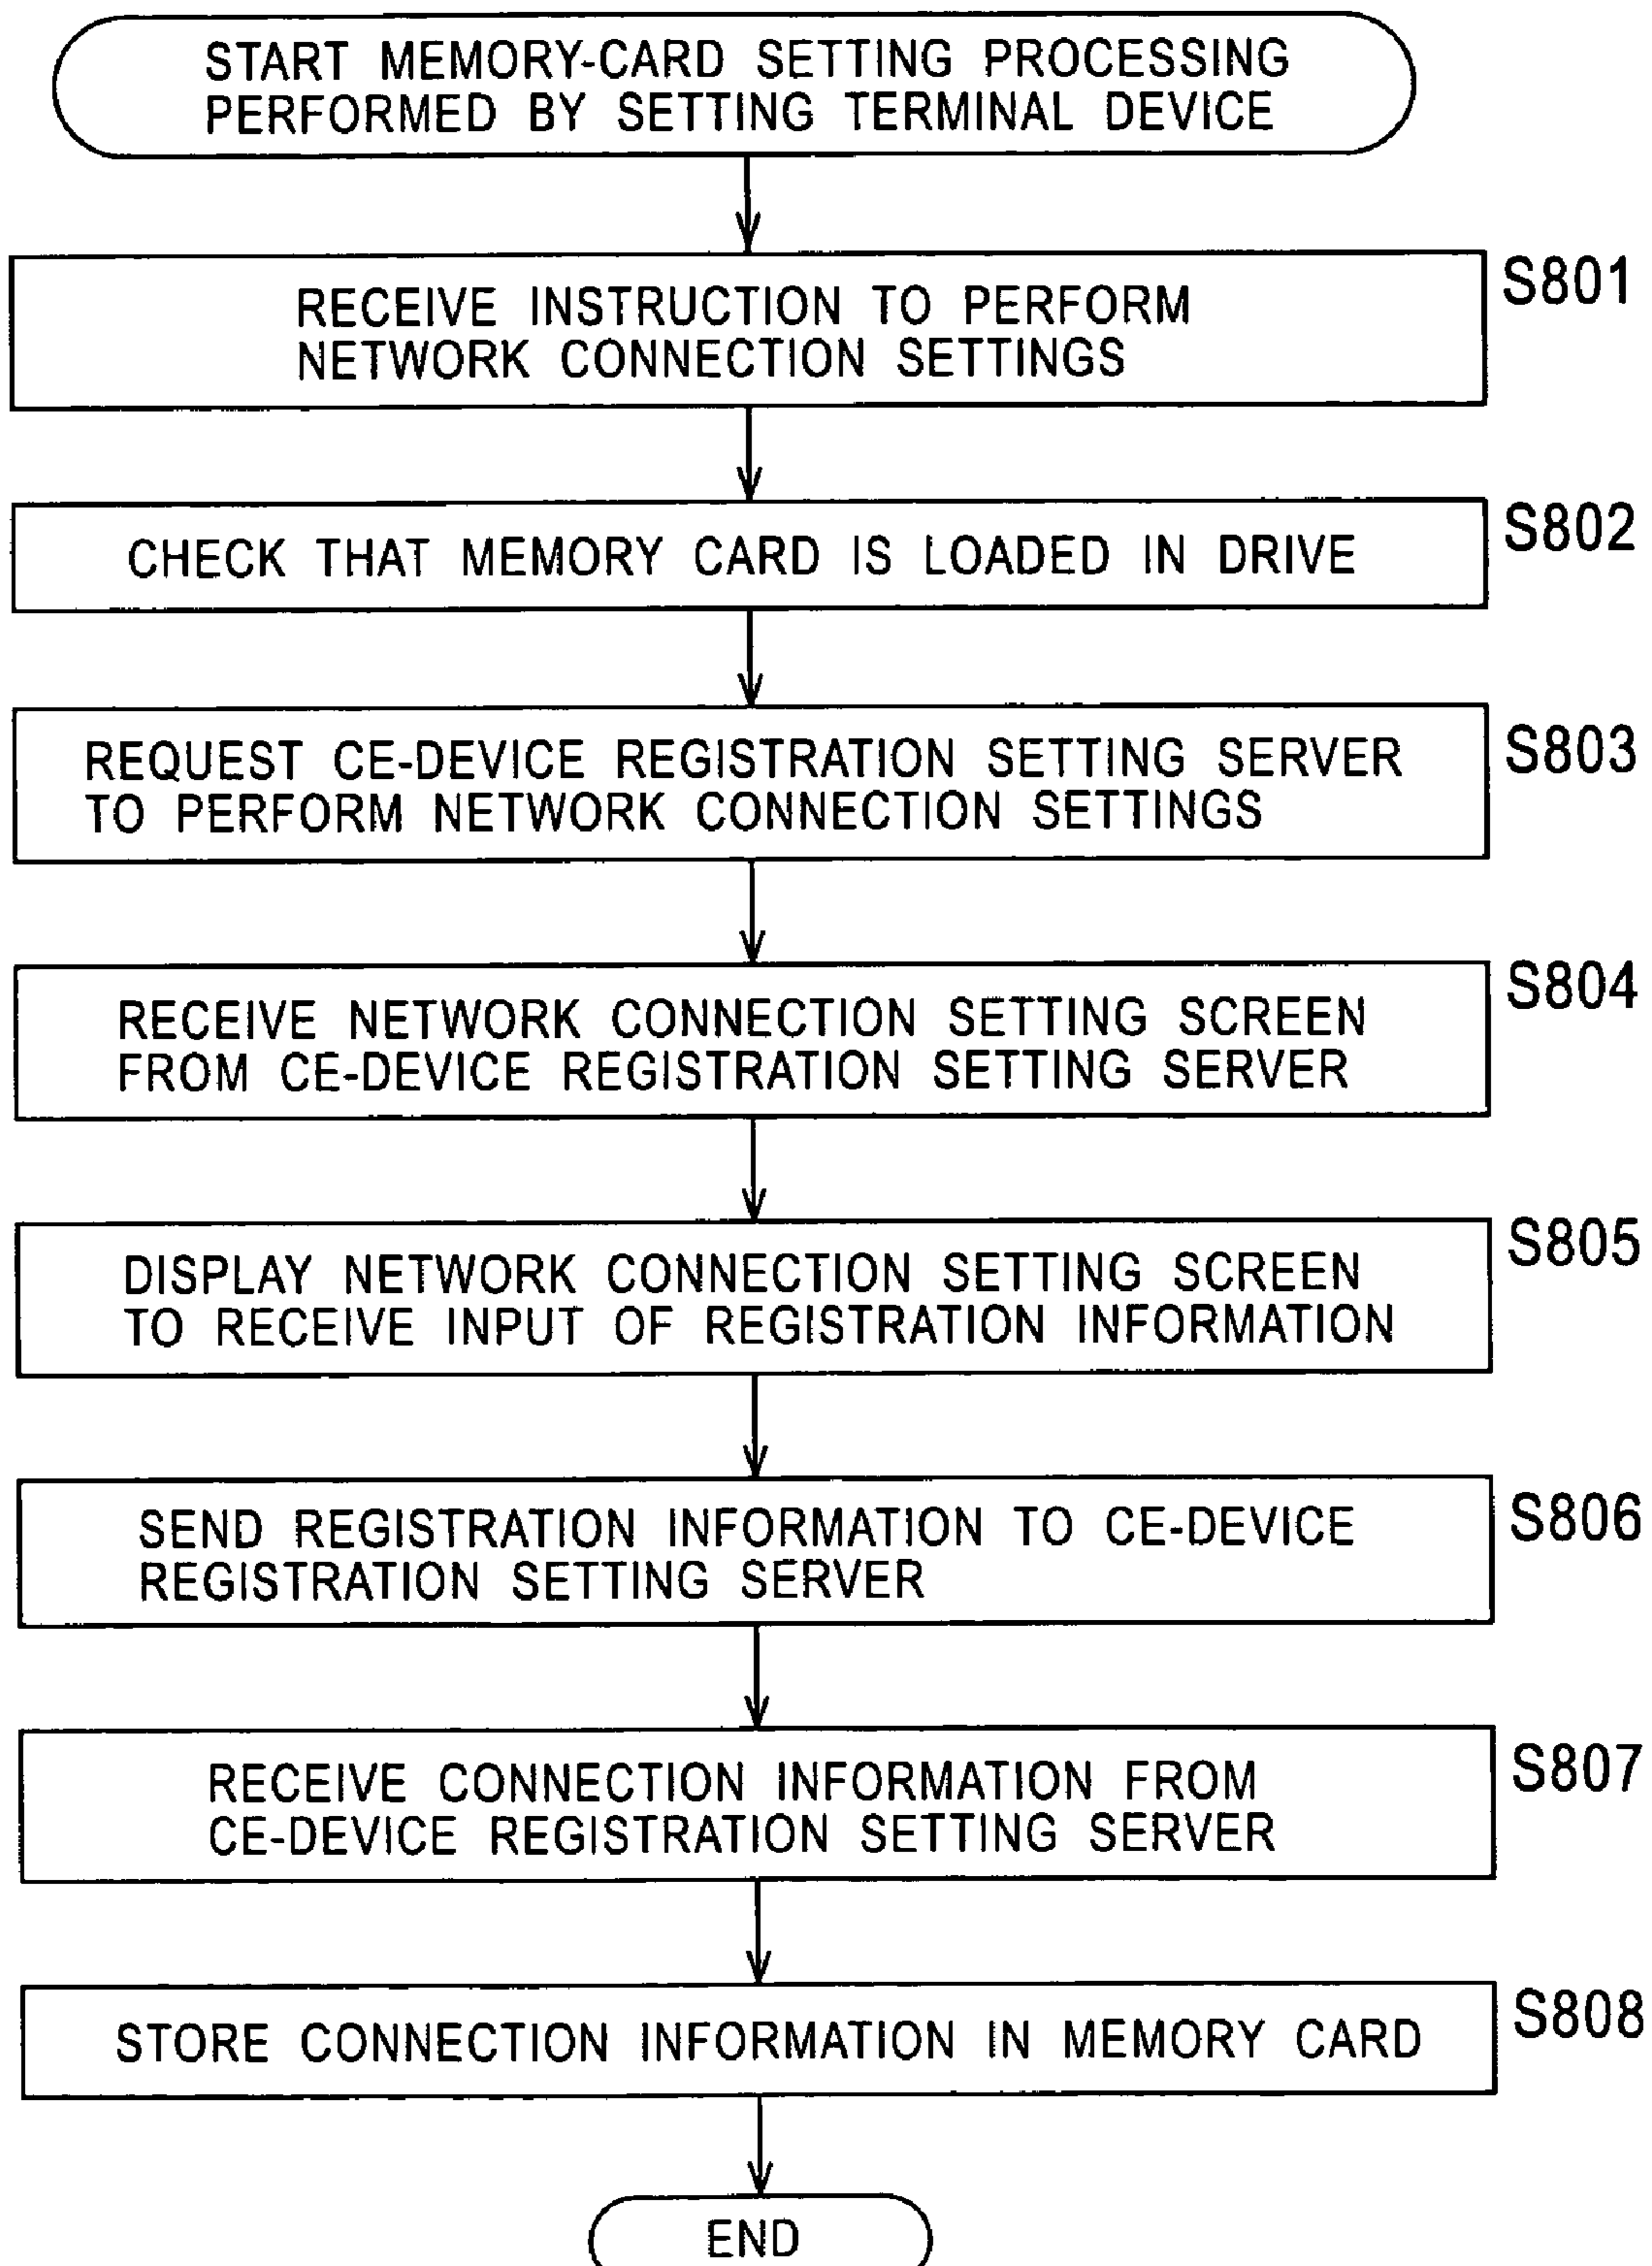 START MEMORY-CARD SETTING PROCESSING
PERFORMED BY SETTING TERMINAL DEVICE
RECEIVE INSTRUCTION TO PERFORM
NETWORK CONNECTION SETTINGS
S801
CHECK THAT MEMORY CARD IS LOADED IN DRIVE
S802
REQUEST CE-DEVICE REGISTRATION SETTING SERVER
TO PERFORM NETWORK CONNECTION SETTINGS
S803
RECEIVE NETWORK CONNECTION SETTING SCREEN
FROM CE-DEVICE REGISTRATION SETTING SERVER
S804
DISPLAY NETWORK CONNECTION SETTING SCREEN
TO RECEIVE INPUT OF REGISTRATION INFORMATION
S805
SEND REGISTRATION INFORMATION TO CE-DEVICE
REGISTRATION SETTING SERVER
S806
RECEIVE CONNECTION INFORMATION FROM
CE-DEVICE REGISTRATION SETTING SERVER
S807
STORE CONNECTION INFORMATION IN MEMORY CARD
S808
END